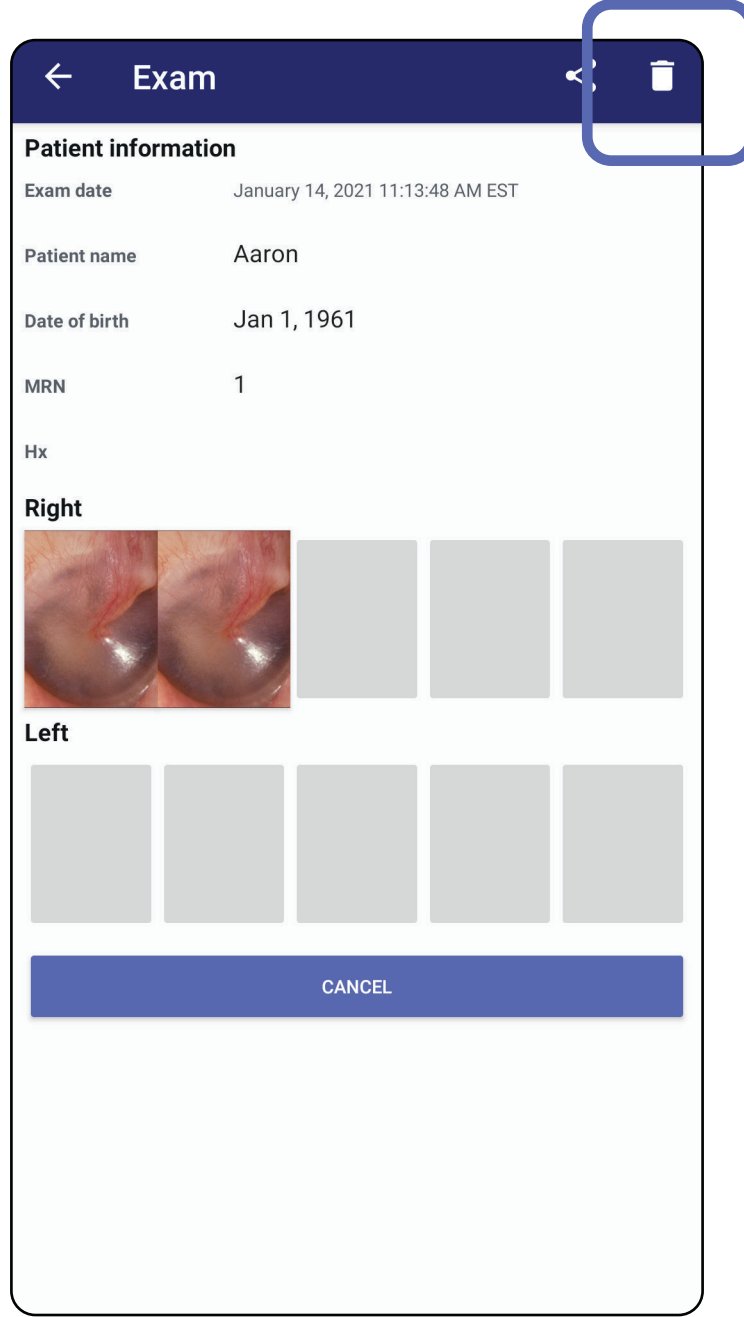 Exam
Patient information
Exam date January 14, 2021 11:13:48 AM EST
Patient name Aaron
Date of birth Jan 1, 1961
MRN 1
Hx
Right
Left
CANCEL